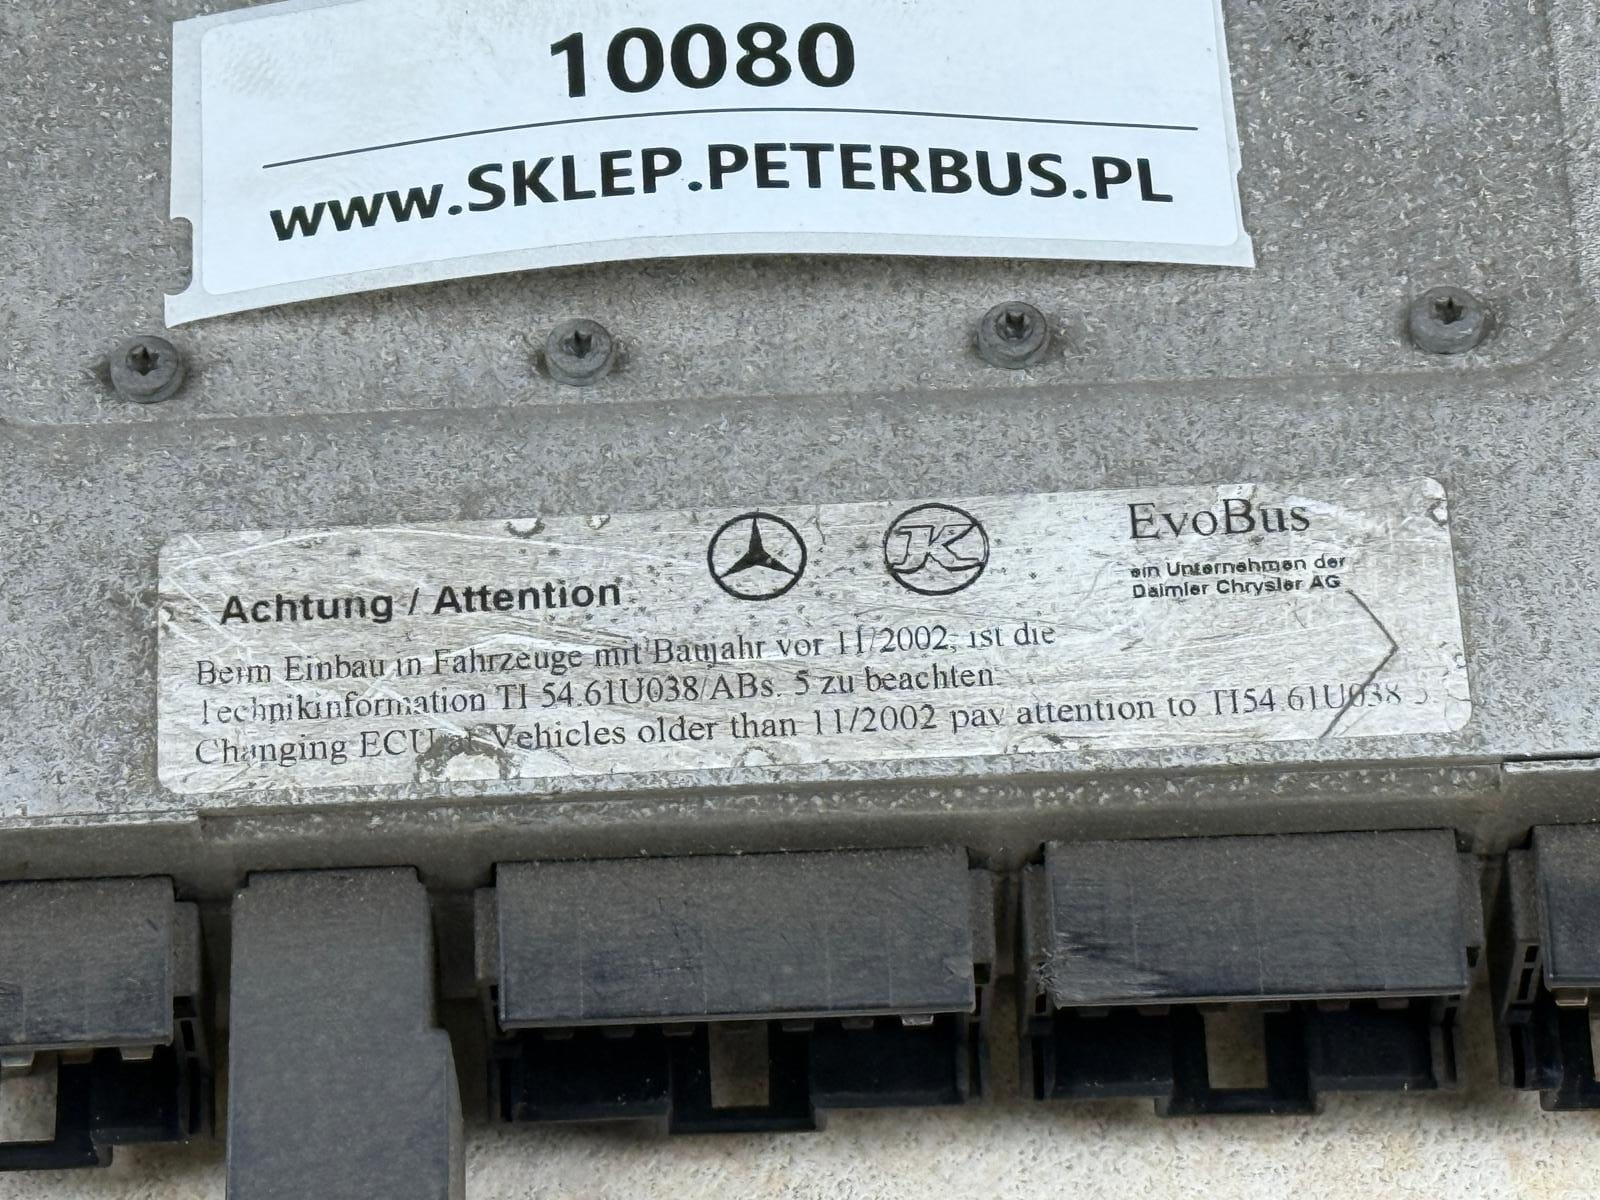 10080
www.SKLEP.PETERBUS.PL
K
EvoBus
ein Unternehmen der
Daimler Chrysler AG
Achtung / Attention
Beim Einbau in Fahrzeuge mit Baujahr vor 11/2002, ist die
Technikinformation TI 54.61U038/ABs. 5 zu beachten.
Changing ECU at Vehicles older than 11/2002 pay attention to TI54 61U038 5